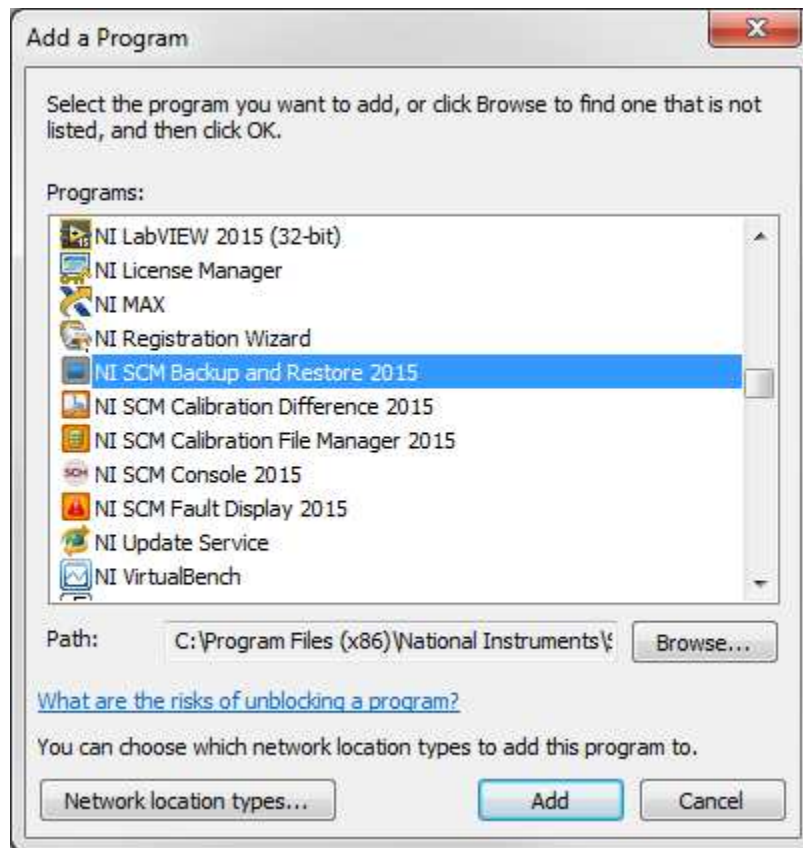 Add a Program
Select the program you want to add, or click Browse to find one that is not
listed, and then click OK.
Programs:
NI LabVIEW 2015 (32-bit)
NI License Manager
NI MAX
NI Registration Wizard
NI SCM Backup and Restore 2015
NI SCM Calibration Difference 2015
NI SCM Calibration File Manager 2015
SCM NI SCM Console 2015
NI SCM Fault Display 2015
NI Update Service
NI VirtualBench
Path: C:\Program Files (x86)\National Instruments\ Browse...
What are the risks of unblocking a program?
You can choose which network location types to add this program to.
Network location types... Add Cancel